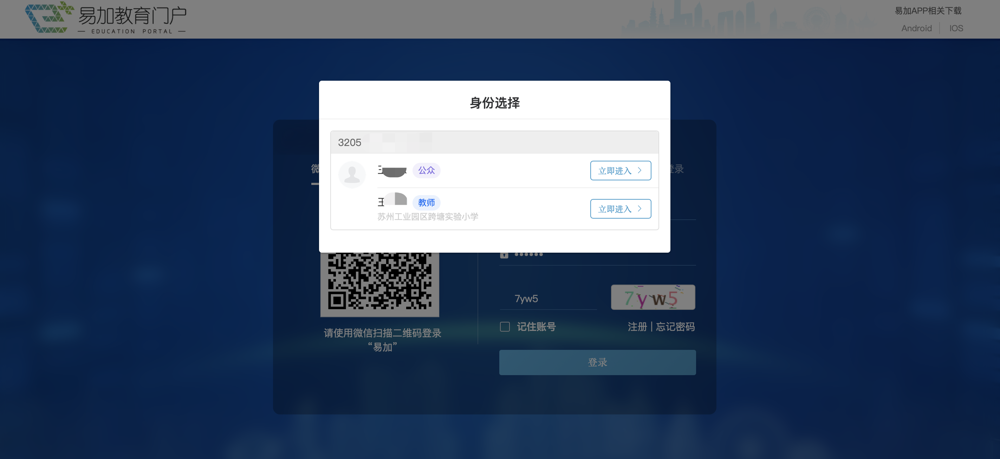 易加教育门户
EDUCATION PORTAL
易加APP相关下载
Android
IOS
身份选择
3205
公众
立即进入
王
教师
苏州工业园区跨塘实验小学
立即进入
微
登录
7yw5
7yw5
记住账号
注册 | 忘记密码
请使用微信扫描二维码登录
“易加”
登录